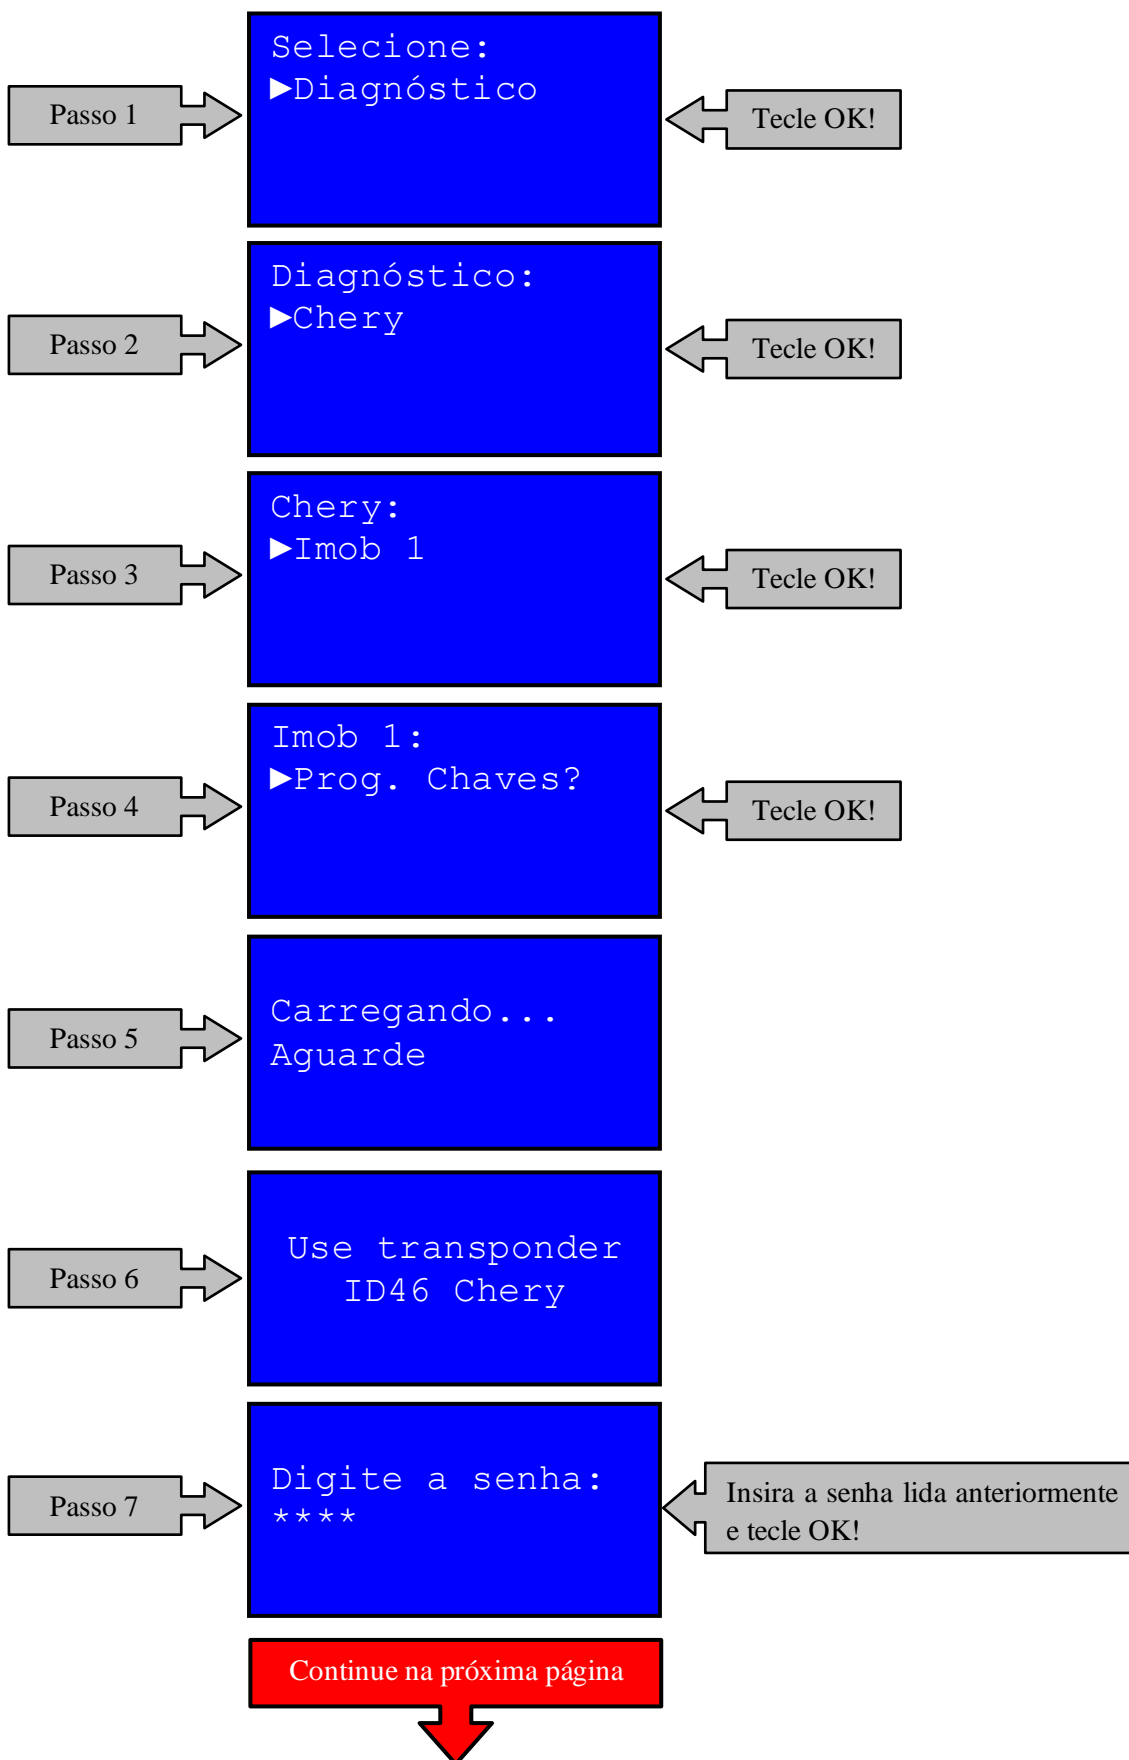 Selecione:
Passo 1
►Diagnóstico
Tecle OK!
Diagnóstico:
Passo 2
►Chery
Tecle OK!
Chery:
Passo 3
►Imob 1
Tecle OK!
Imob 1:
Passo 4
►Prog. Chaves?
Tecle OK!
Passo 5
Carregando...
Aguarde
Passo 6
Use transponder
ID46 Chery
Passo 7
Digite a senha:
****
Insira a senha lida anteriormente
e tecle OK!
Continue na próxima página